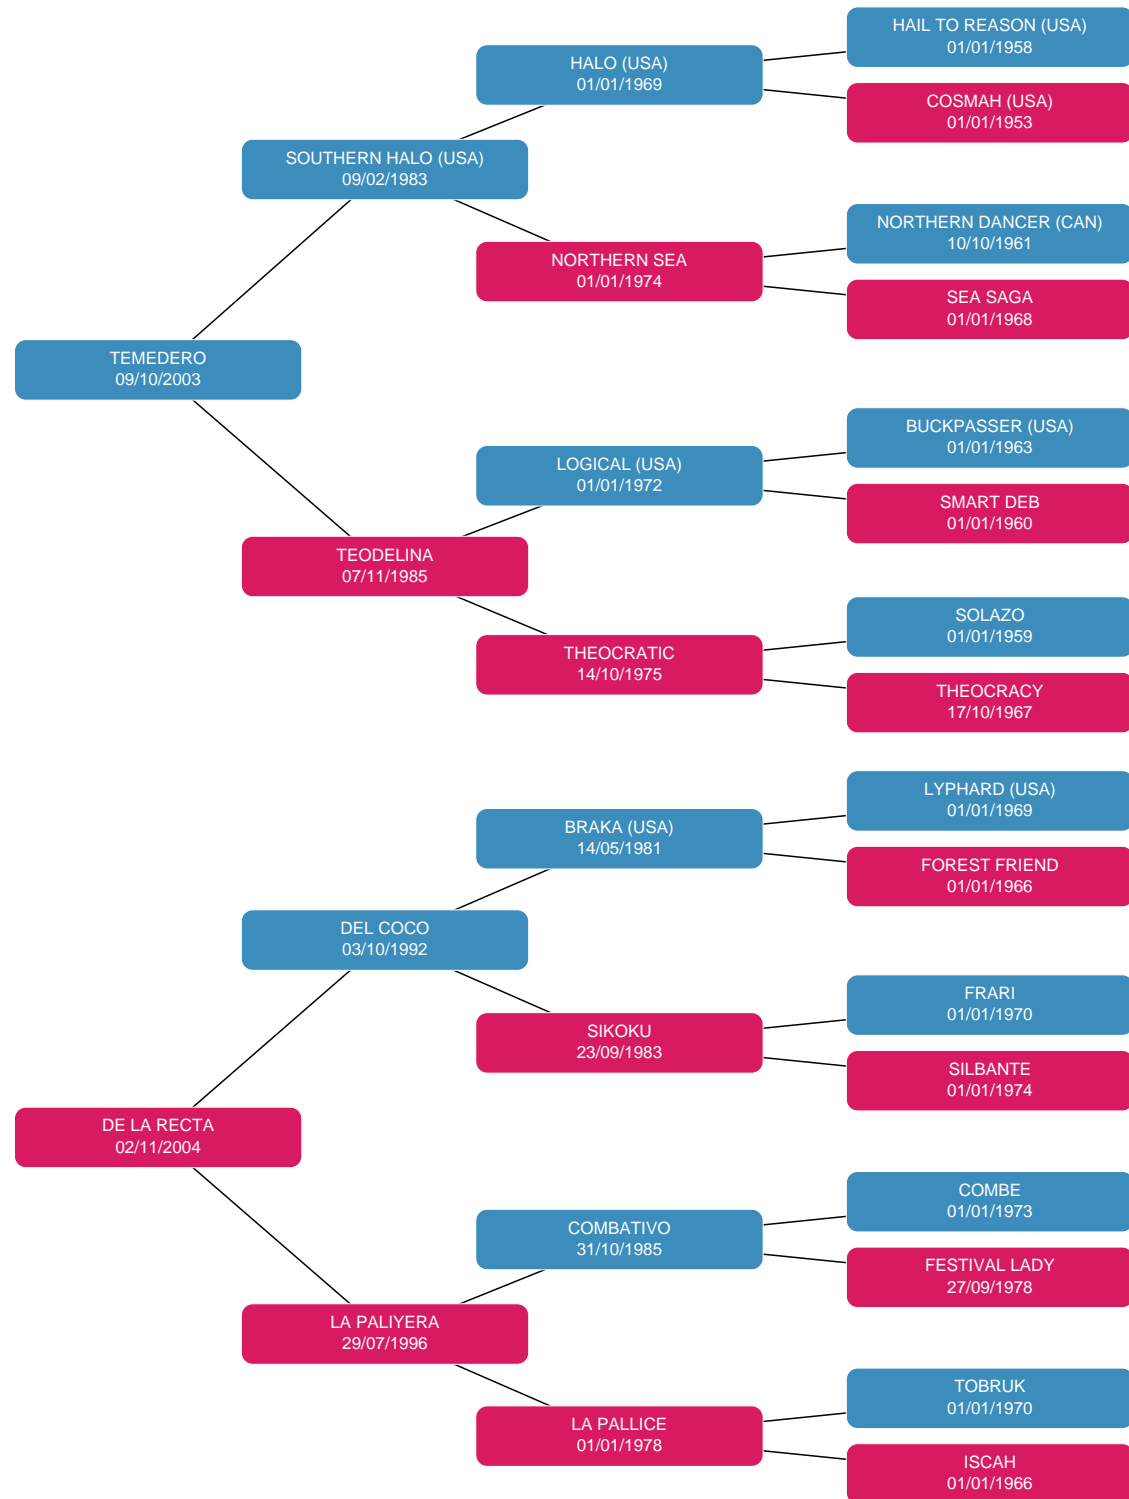 HAIL TO REASON (USA)
01/01/1958
HALO (USA)
01/01/1969
COSMAH (USA)
01/01/1953
SOUTHERN HALO (USA)
09/02/1983
NORTHERN DANCER (CAN)
10/10/1961
NORTHERN SEA
01/01/1974
SEA SAGA
01/01/1968
TEMEDERO
09/10/2003
BUCKPASSER (USA)
01/01/1963
LOGICAL (USA)
01/01/1972
SMART DEB
01/01/1960
TEODELINA
07/11/1985
SOLAZO
01/01/1959
THEOCRATIC
14/10/1975
THEOCRACY
17/10/1967
LYPHARD (USA)
01/01/1969
BRAKA (USA)
14/05/1981
FOREST FRIEND
01/01/1966
DEL COCO
03/10/1992
FRARI
01/01/1970
SIKOKU
23/09/1983
SILBANTE
01/01/1974
DE LA RECTA
02/11/2004
COMBE
01/01/1973
COMBATIVO
31/10/1985
FESTIVAL LADY
27/09/1978
LA PALIYERA
29/07/1996
TOBRUK
01/01/1970
LA PALLICE
01/01/1978
ISCAH
01/01/1966